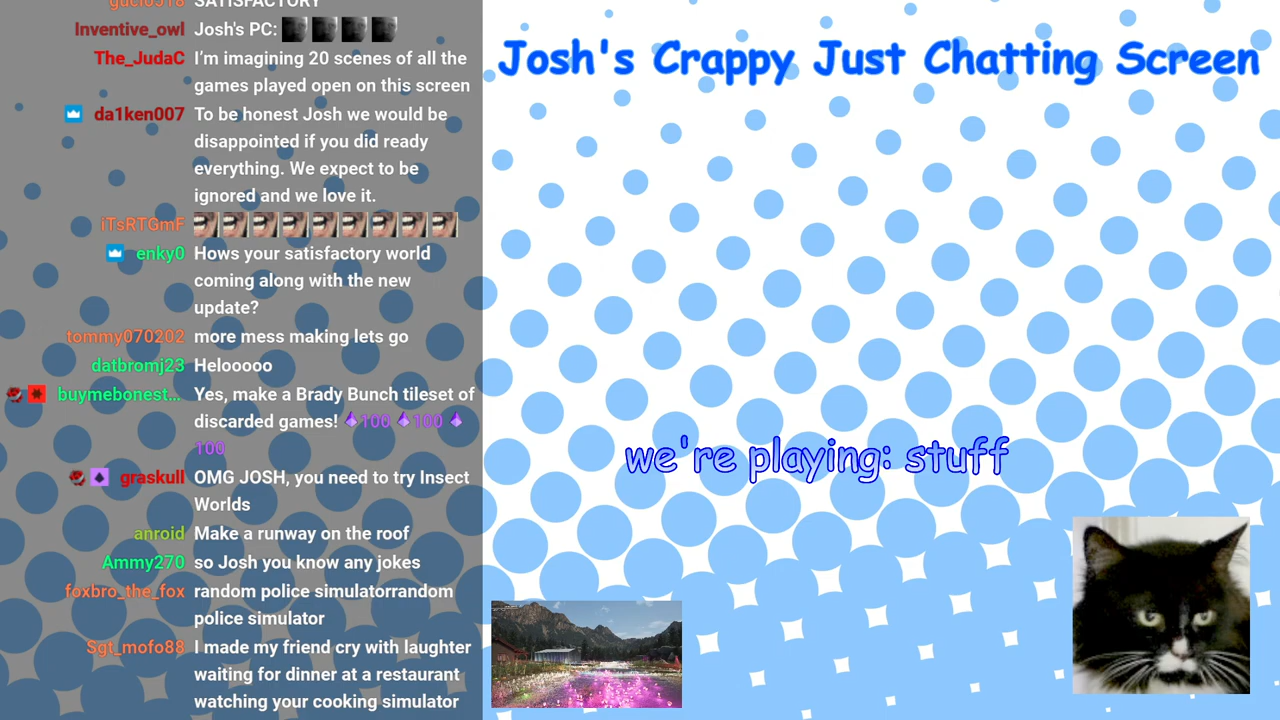 gucio518 SATISFACTORY
Inventive_owl Josh's PC:
The_JudaC I'm imagining 20 scenes of all the
games played open on this screen
da1ken007 To be honest Josh we would be
disappointed if you did ready
everything. We expect to be
ignored and we love it.
iTsRTGmF
enky0 Hows your satisfactory world
coming along with the new
update?
tommy070202 more mess making lets go
datbromj23 Helooooo
buymebonest... Yes, make a Brady Bunch tileset of
discarded games! 100 100
100
graskull OMG JOSH, you need to try Insect
Worlds
anroid Make a runway on the roof
Ammy270 so Josh you know any jokes
foxbro_the_fox random police simulatorrandom
police simulator
Sgt_mofo88 I made my friend cry with laughter
waiting for dinner at a restaurant
watching your cooking simulator
Josh's Crappy Just Chatting Screen
we're playing: stuff